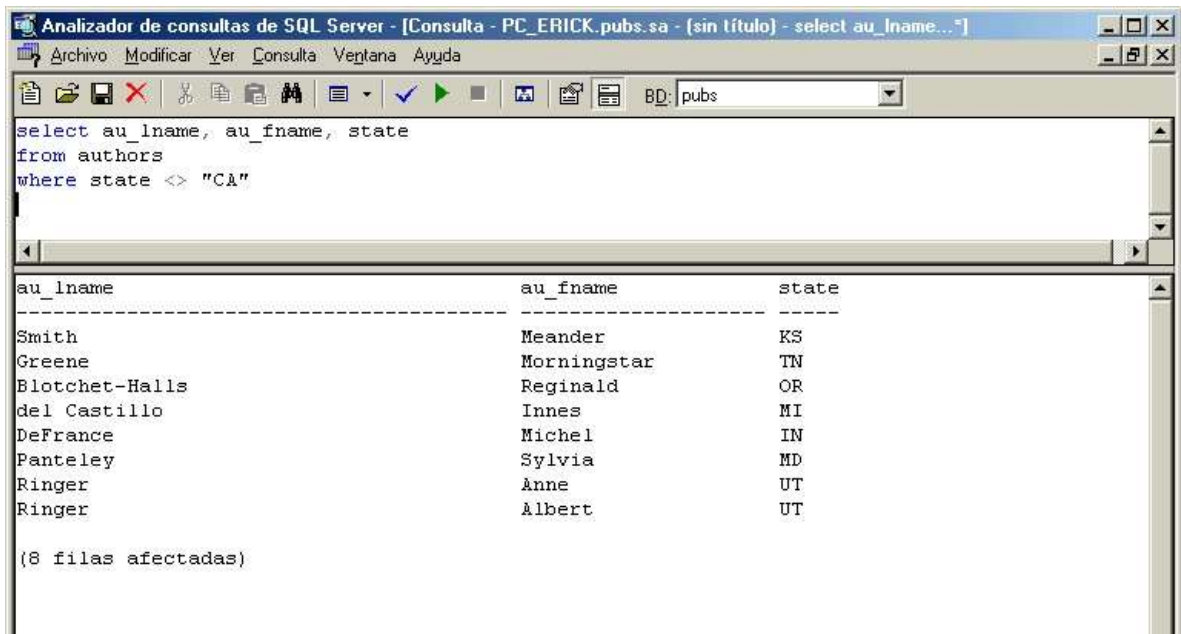 Analizador de consultas de SQL Server - [Consulta - PC_ERICK.pubs.sa - (sin título) - select au_lname...*]
Archivo Modificar Ver Consulta Ventana Ayuda
BD: pubs
select au_lname, au_fname, state
from authors
where state <> "CA"
au_lname au_fname state
---------------------------------------- -------------------- -----
Smith Meander KS
Greene Morningstar TN
Blotchet-Halls Reginald OR
del Castillo Innes MI
DeFrance Michel IN
Panteley Sylvia MD
Ringer Anne UT
Ringer Albert UT
(8 filas afectadas)